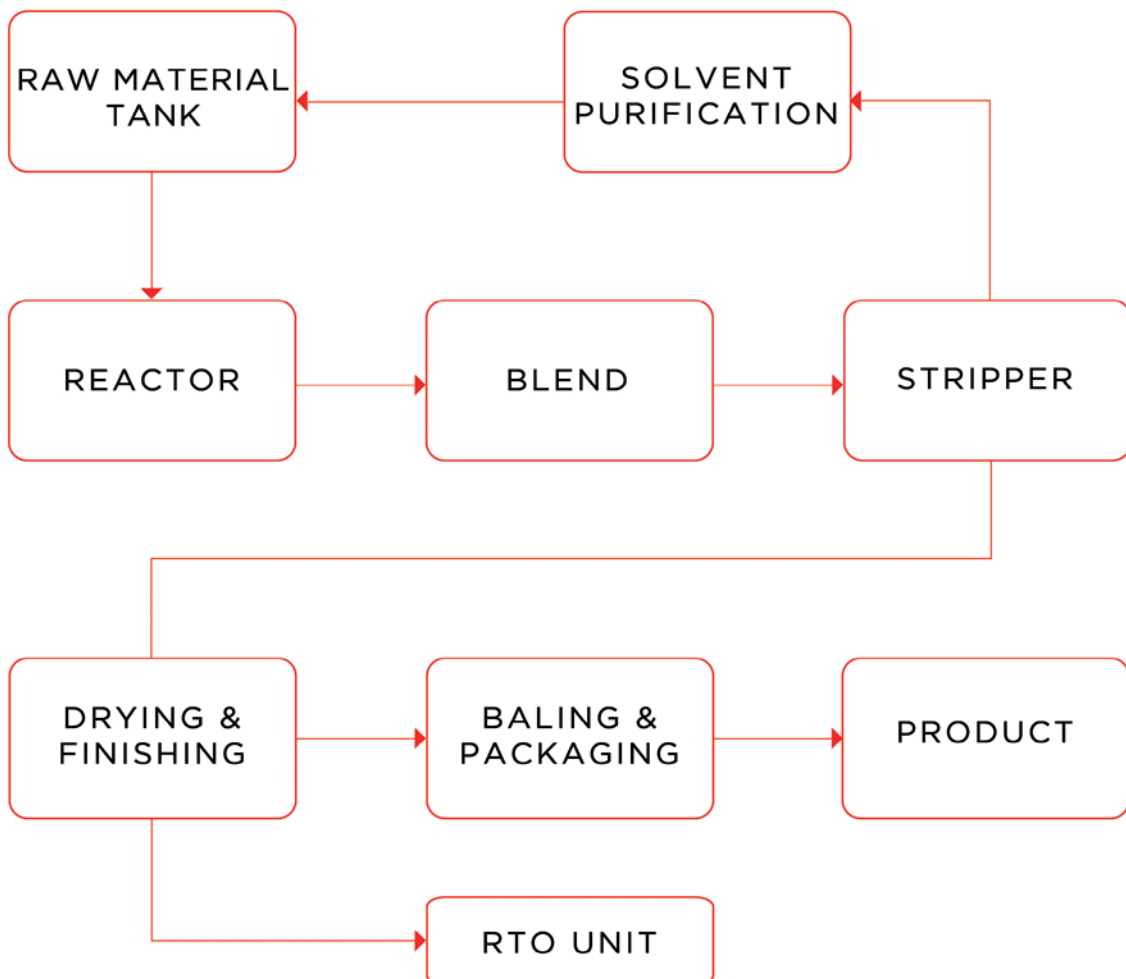 RAW MATERIAL
TANK
SOLVENT
PURIFICATION
REACTOR
BLEND
STRIPPER
DRYING &
FINISHING
BALING &
PACKAGING
PRODUCT
RTO UNIT